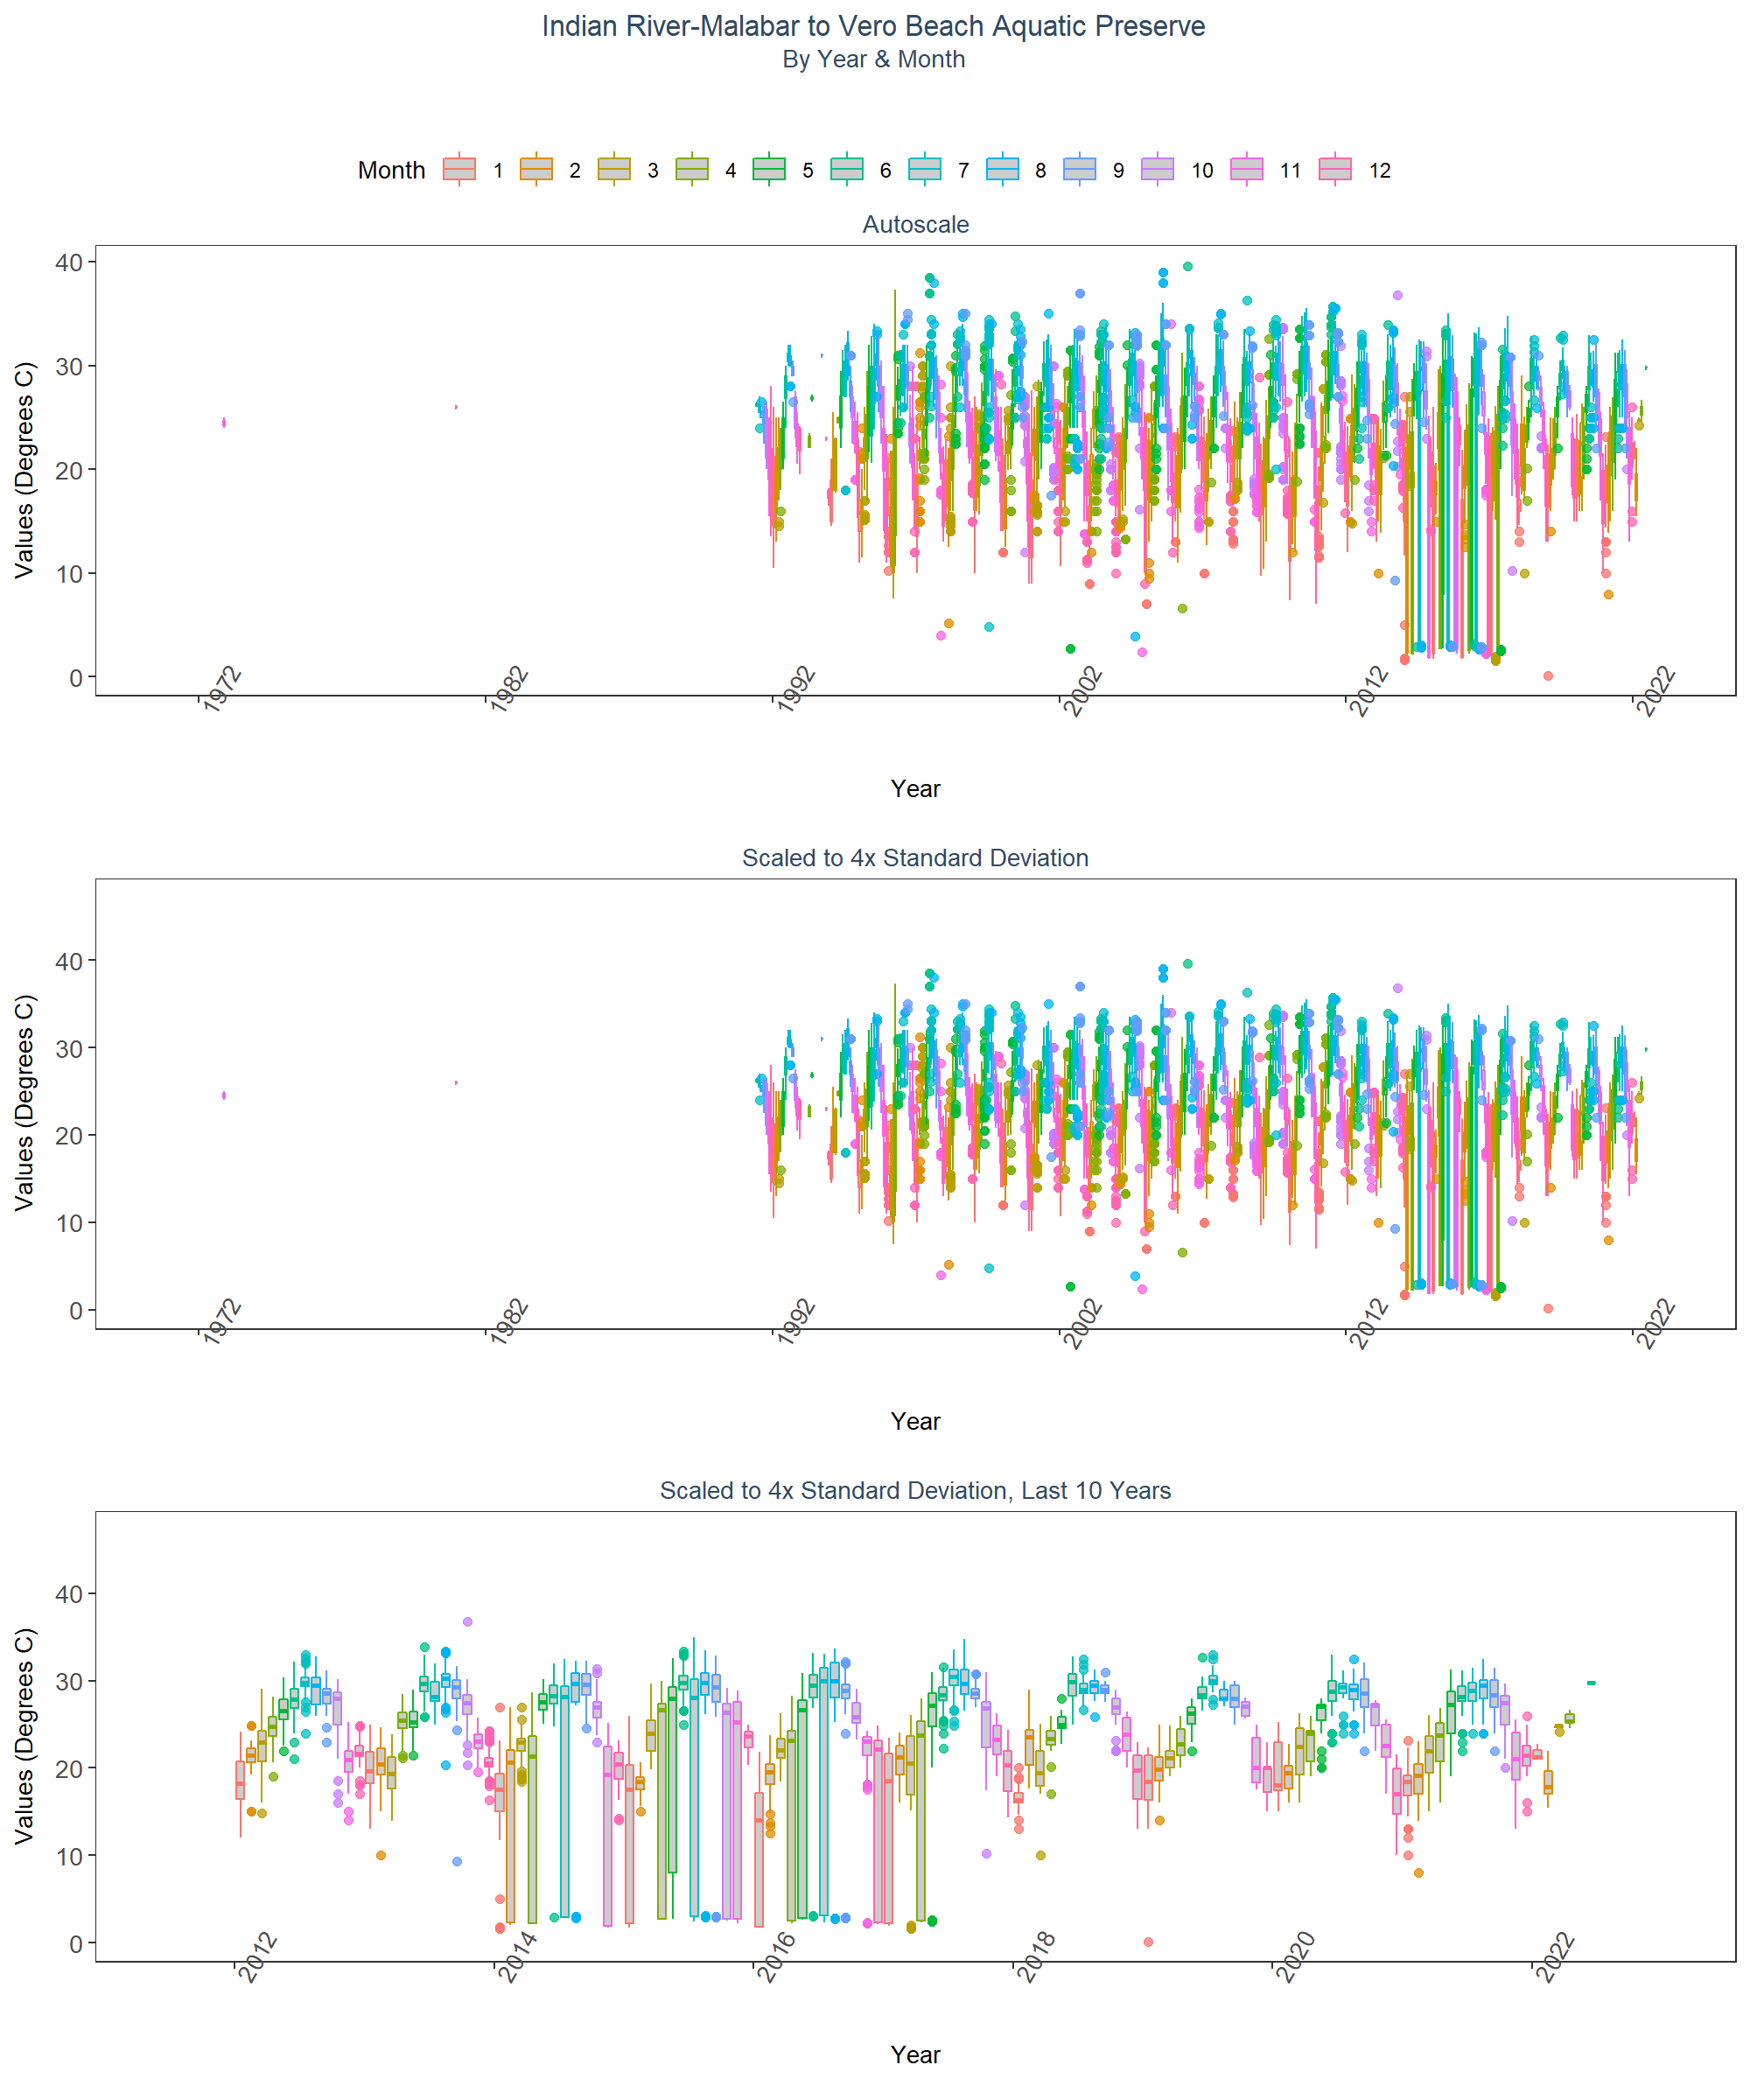 Indian River-Malabar to Vero Beach Aquatic Preserve
By Year & Month
Month 1 2 3 4 5 6 7 8 9 10 11 12
Autoscale
Values (Degrees C)
40
30
20
10
0
1972 1982 1992 2002 2012 2022
Year
Scaled to 4x Standard Deviation
Values (Degrees C)
40
30
20
10
0
1972 1982 1992 2002 2012 2022
Year
Scaled to 4x Standard Deviation, Last 10 Years
Values (Degrees C)
40
30
20
10
0
2012 2014 2016 2018 2020 2022
Year